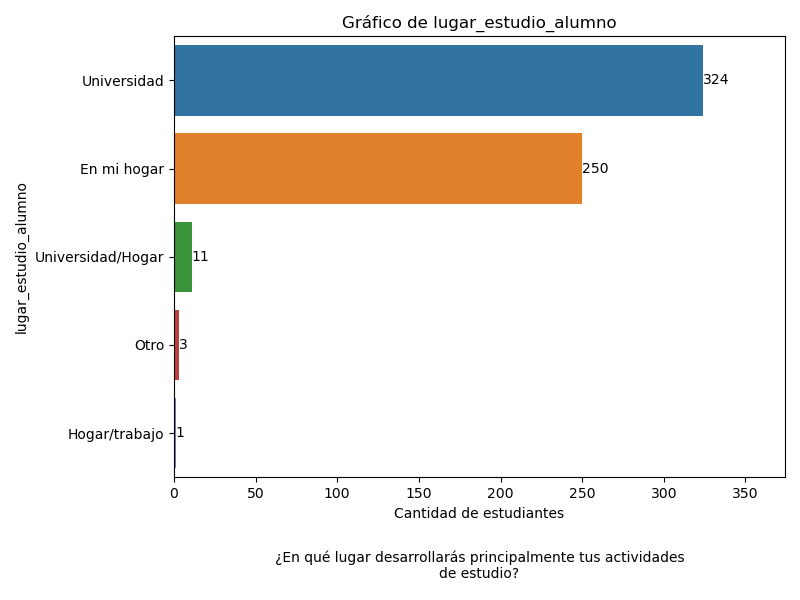 Gráfico de lugar_estudio_alumno
lugar_estudio_alumno
Universidad
324
En mi hogar
250
Universidad/Hogar
11
Otro
3
Hogar/trabajo
1
0 50 100 150 200 250 300 350
Cantidad de estudiantes
¿En qué lugar desarrollarás principalmente tus actividades
de estudio?